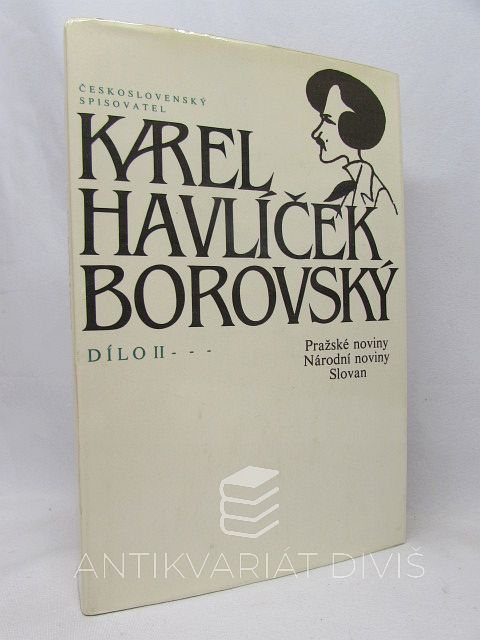 ČESKOSLOVENSKÝ
SPISOVATEL
KAREL
HAVLÍČEK
BOROVSKÝ
DÍLO II - - -
Pražské noviny
Národní noviny
Slovan
ANTIKVARIÁT DIVIŠ